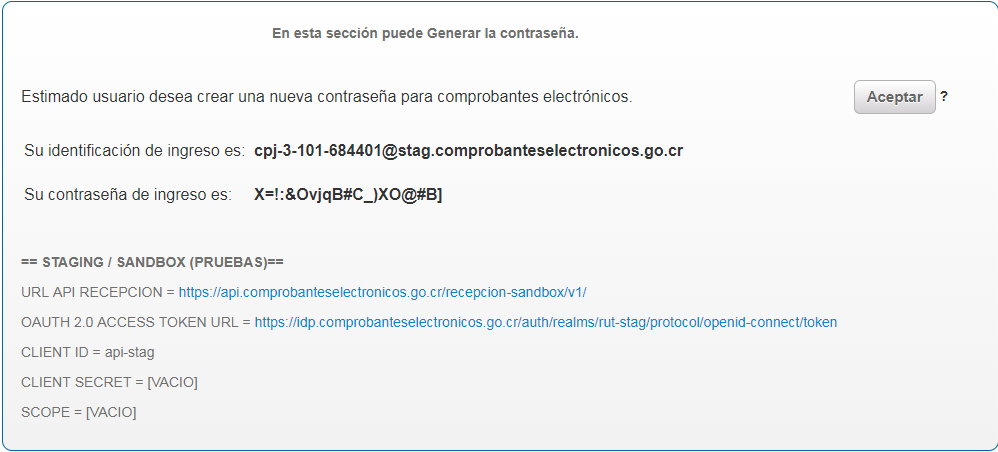 En esta sección puede Generar la contraseña.
Estimado usuario desea crear una nueva contraseña para comprobantes electrónicos. Aceptar ?
Su identificación de ingreso es: cpj-3-101-684401@stag.comprobanteselectronicos.go.cr
Su contraseña de ingreso es: X=!:&OvjqB#C_)XO@#B]
== STAGING / SANDBOX (PRUEBAS)==
URL API RECEPCION = https://api.comprobanteselectronicos.go.cr/recepcion-sandbox/v1/
OAUTH 2.0 ACCESS TOKEN URL = https://idp.comprobanteselectronicos.go.cr/auth/realms/rut-stag/protocol/openid-connect/token
CLIENT ID = api-stag
CLIENT SECRET = [VACIO]
SCOPE = [VACIO]